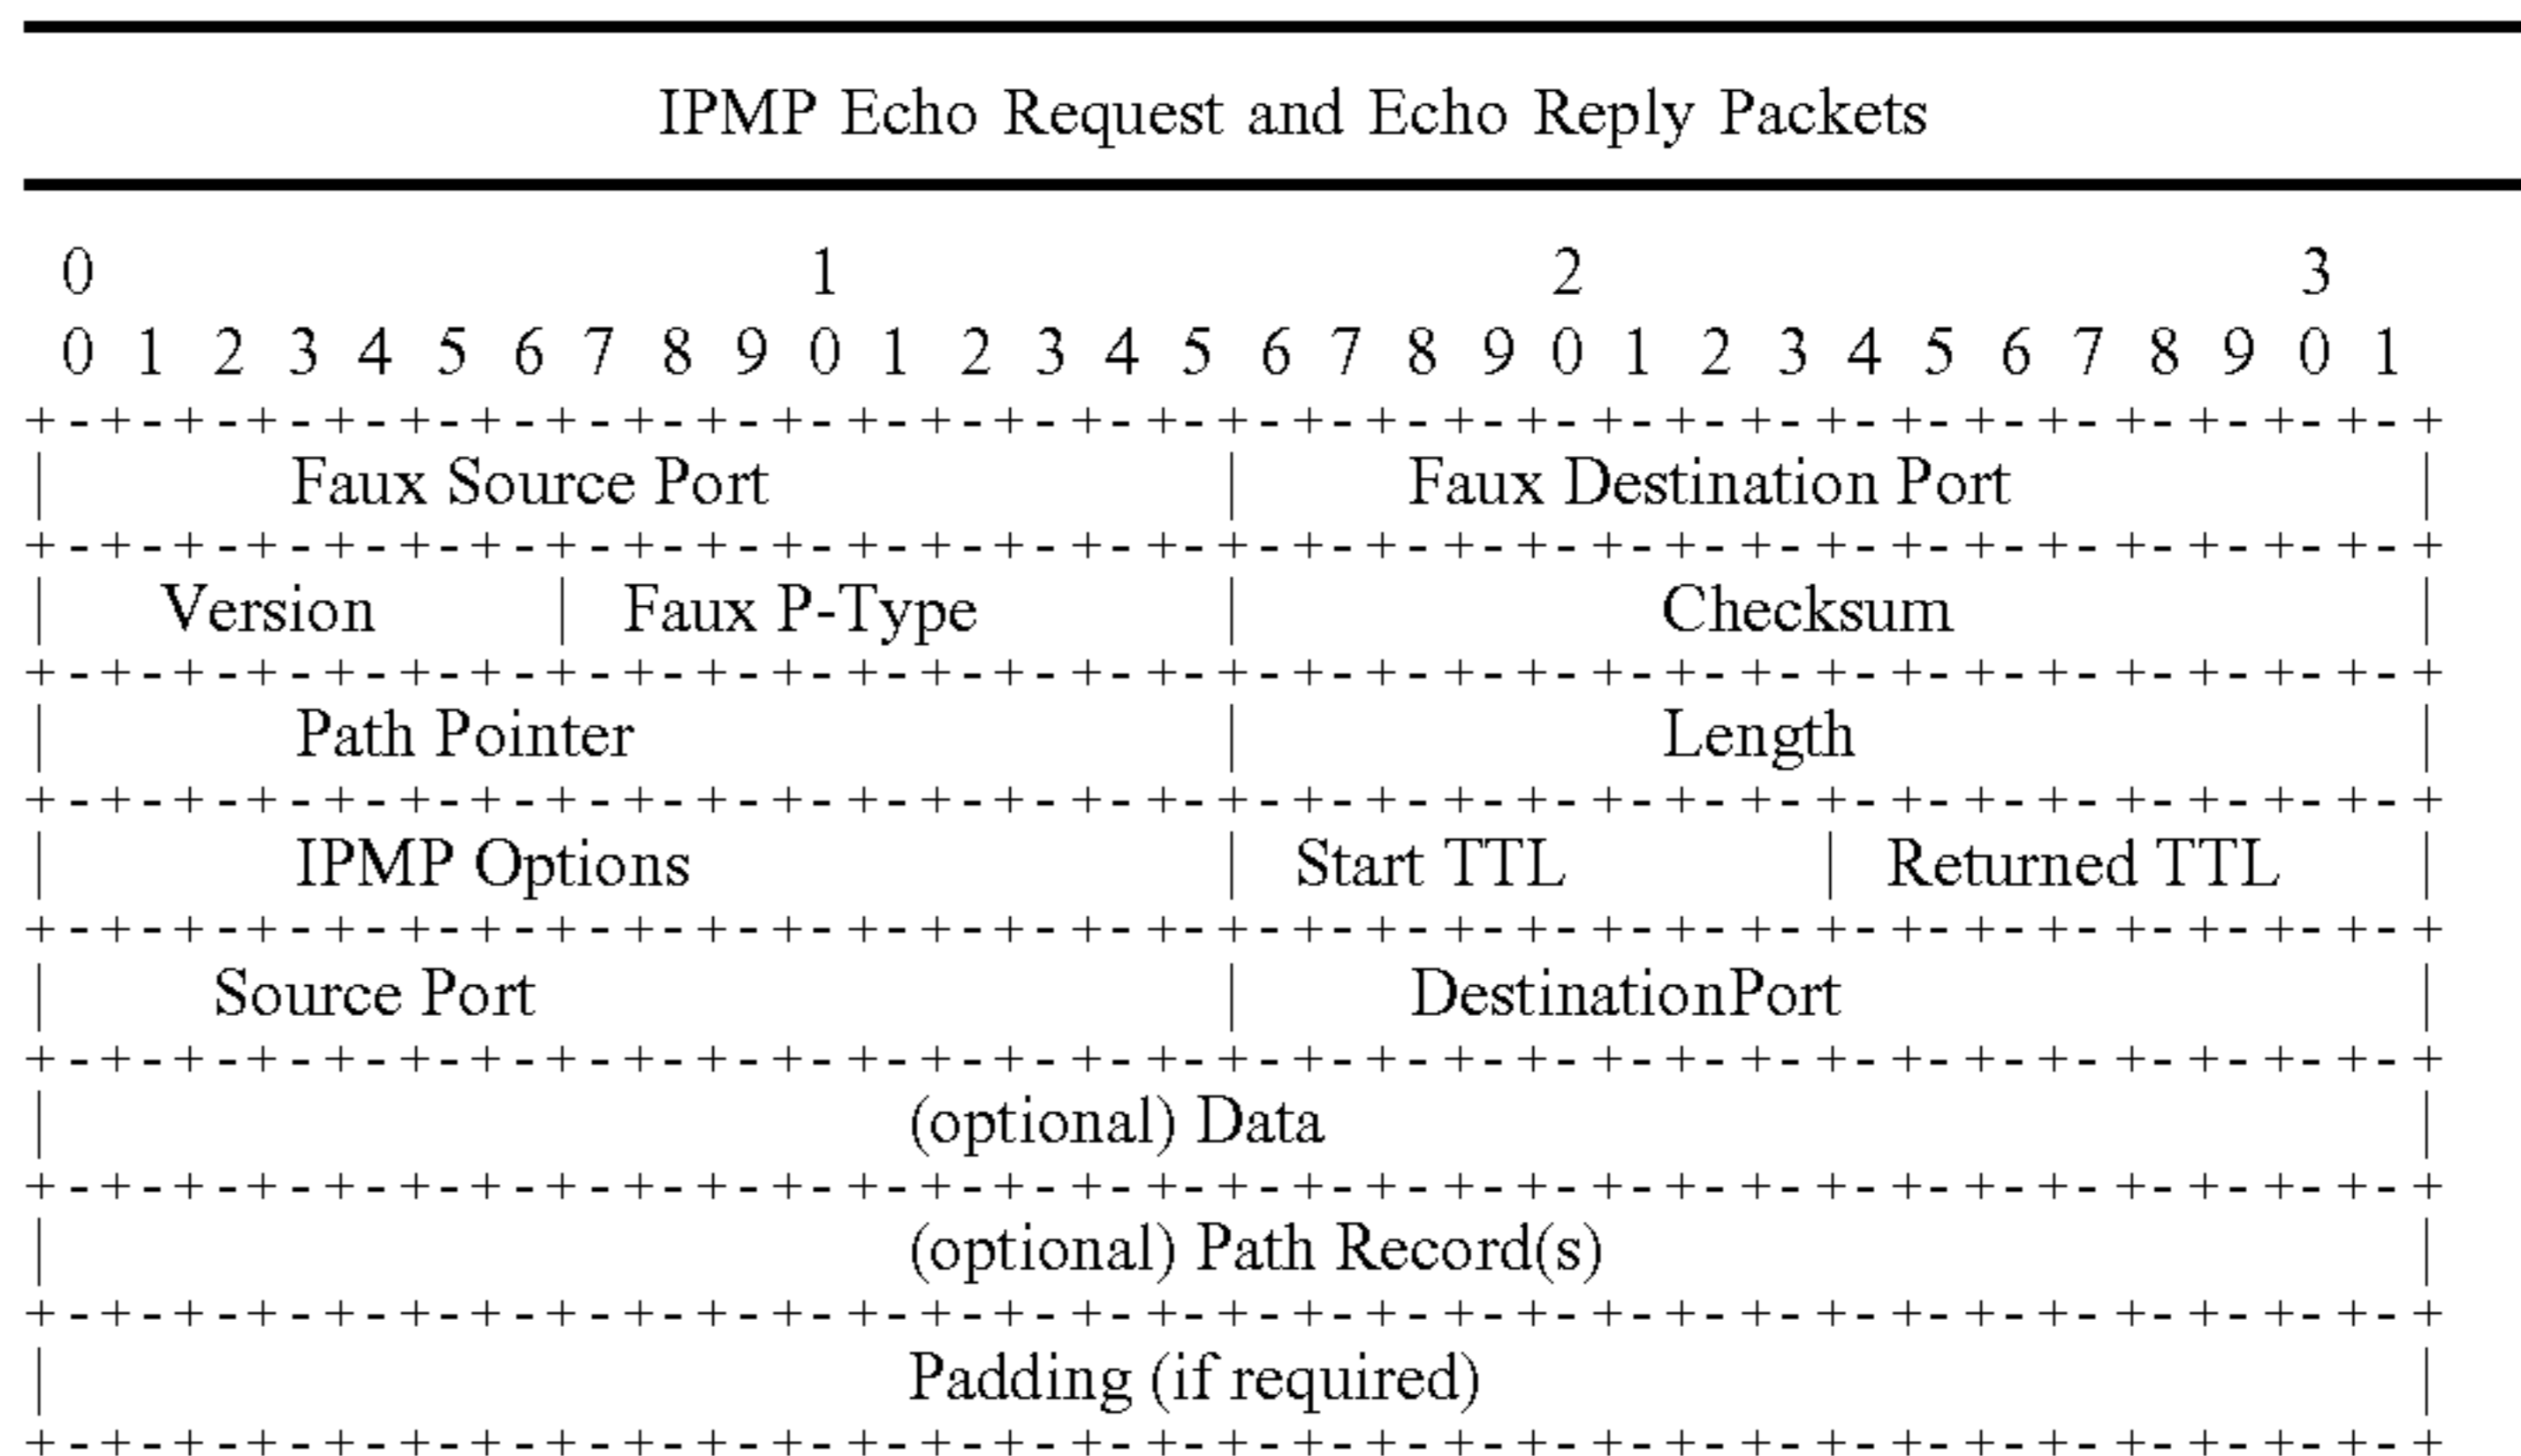 IPMP Echo Request and Echo Reply Packets
0 1 2 3
0 1 2 3 4 5 6 7 8 9 0 1 2 3 4 5 6 7 8 9 0 1 2 3 4 5 6 7 8 9 0 1
+-+-+-+-+-+-+-+-+-+-+-+-+-+-+-+-+-+-+-+-+-+-+-+-+-+-+-+-+-+-+-+-+
| Faux Source Port | Faux Destination Port |
+-+-+-+-+-+-+-+-+-+-+-+-+-+-+-+-+-+-+-+-+-+-+-+-+-+-+-+-+-+-+-+-+
| Version | Faux P-Type | Checksum |
+-+-+-+-+-+-+-+-+-+-+-+-+-+-+-+-+-+-+-+-+-+-+-+-+-+-+-+-+-+-+-+-+
| Path Pointer | Length |
+-+-+-+-+-+-+-+-+-+-+-+-+-+-+-+-+-+-+-+-+-+-+-+-+-+-+-+-+-+-+-+-+
| IPMP Options | Start TTL | Returned TTL |
+-+-+-+-+-+-+-+-+-+-+-+-+-+-+-+-+-+-+-+-+-+-+-+-+-+-+-+-+-+-+-+-+
| Source Port | DestinationPort |
+-+-+-+-+-+-+-+-+-+-+-+-+-+-+-+-+-+-+-+-+-+-+-+-+-+-+-+-+-+-+-+-+
| (optional) Data |
+-+-+-+-+-+-+-+-+-+-+-+-+-+-+-+-+-+-+-+-+-+-+-+-+-+-+-+-+-+-+-+-+
| (optional) Path Record(s) |
+-+-+-+-+-+-+-+-+-+-+-+-+-+-+-+-+-+-+-+-+-+-+-+-+-+-+-+-+-+-+-+-+
| Padding (if required) |
+-+-+-+-+-+-+-+-+-+-+-+-+-+-+-+-+-+-+-+-+-+-+-+-+-+-+-+-+-+-+-+-+